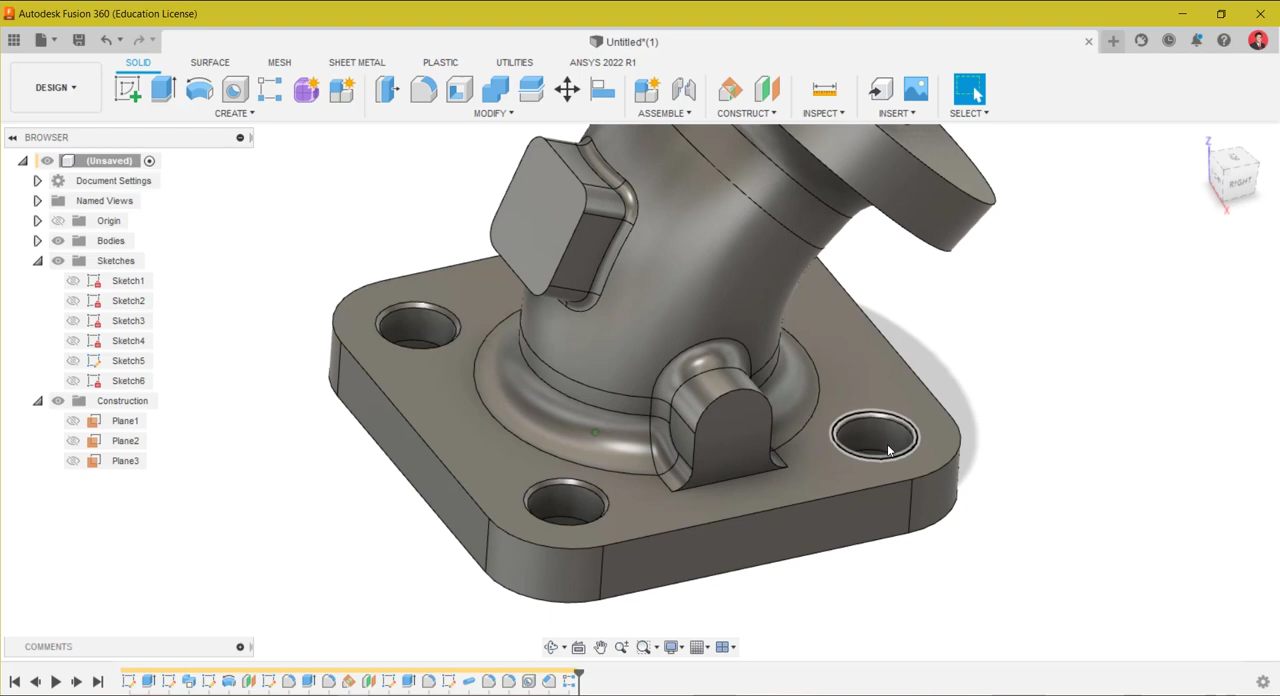 Autodesk Fusion 360 (Education License)
Untitled*(1)
SOLID SURFACE MESH SHEET METAL PLASTIC UTILITIES ANSYS 2022 R1
DESIGN
CREATE MODIFY ASSEMBLE CONSTRUCT INSPECT INSERT SELECT
BROWSER
(Unsaved)
Document Settings
Named Views
Origin
Bodies
Sketches
Sketch1
Sketch2
Sketch3
Sketch4
Sketch5
Sketch6
Construction
Plane1
Plane2
Plane3
Z
RIGHT
X
COMMENTS